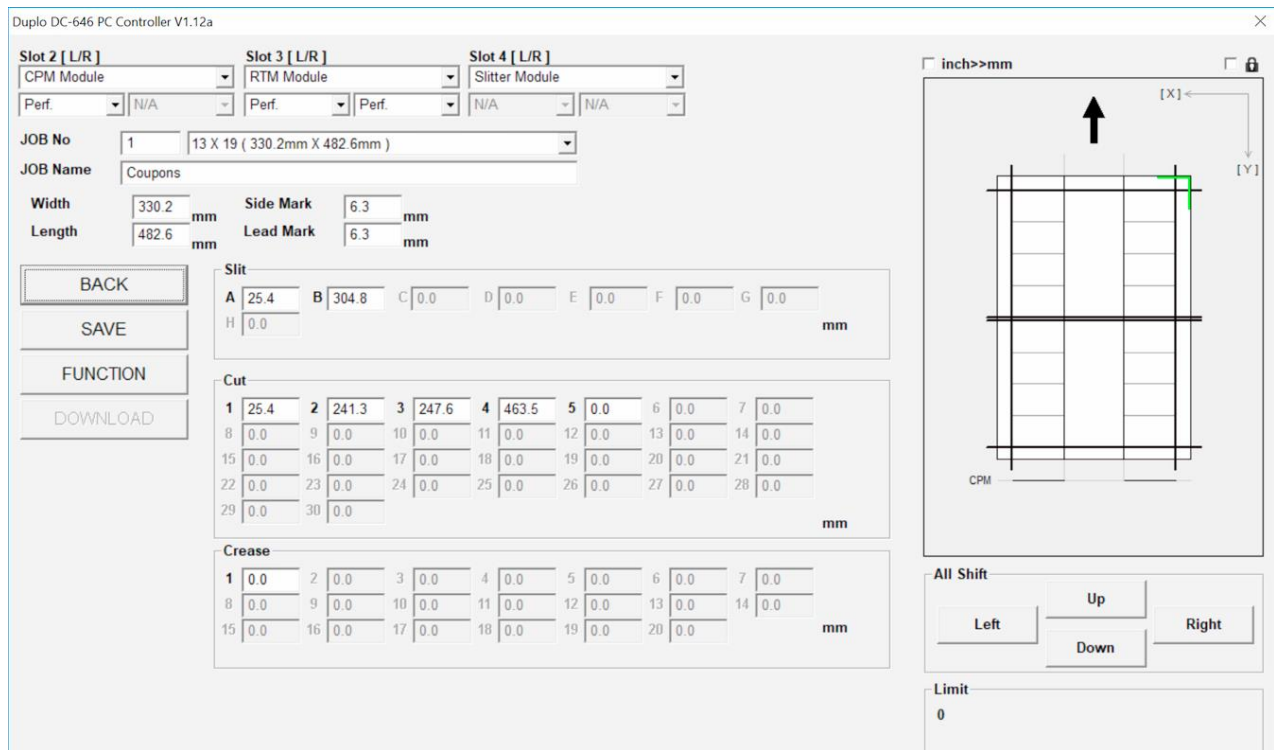 Duplo DC-646 PC Controller V1.12a
Slot 2 [ L/R ] Slot 3 [ L/R ] Slot 4 [ L/R ]
CPM Module RTM Module Slitter Module
Perf. N/A Perf. Perf. N/A N/A
JOB No 1 13 X 19 ( 330.2mm X 482.6mm )
JOB Name Coupons
Width 330.2 mm Side Mark 6.3 mm
Length 482.6 mm Lead Mark 6.3 mm
BACK
SAVE
FUNCTION
DOWNLOAD
Slit
A 25.4 B 304.8 C 0.0 D 0.0 E 0.0 F 0.0 G 0.0
H 0.0 mm
Cut
1 25.4 2 241.3 3 247.6 4 463.5 5 0.0 6 0.0 7 0.0
8 0.0 9 0.0 10 0.0 11 0.0 12 0.0 13 0.0 14 0.0
15 0.0 16 0.0 17 0.0 18 0.0 19 0.0 20 0.0 21 0.0
22 0.0 23 0.0 24 0.0 25 0.0 26 0.0 27 0.0 28 0.0
29 0.0 30 0.0
mm
Crease
1 0.0 2 0.0 3 0.0 4 0.0 5 0.0 6 0.0 7 0.0
8 0.0 9 0.0 10 0.0 11 0.0 12 0.0 13 0.0 14 0.0
15 0.0 16 0.0 17 0.0 18 0.0 19 0.0 20 0.0 mm
inch>>mm
[X]
[Y]
CPM
All Shift
Up
Left Right
Down
Limit
0